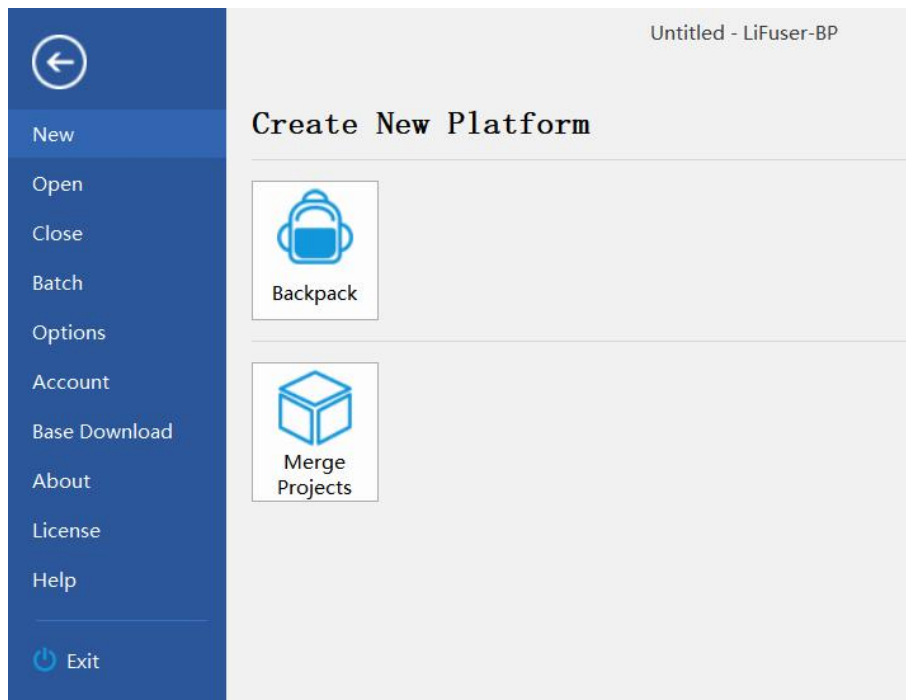 Untitled - LiFuser-BP
New
Open
Close
Batch
Options
Account
Base Download
About
License
Help
Exit
Create New Platform
Backpack
Merge
Projects